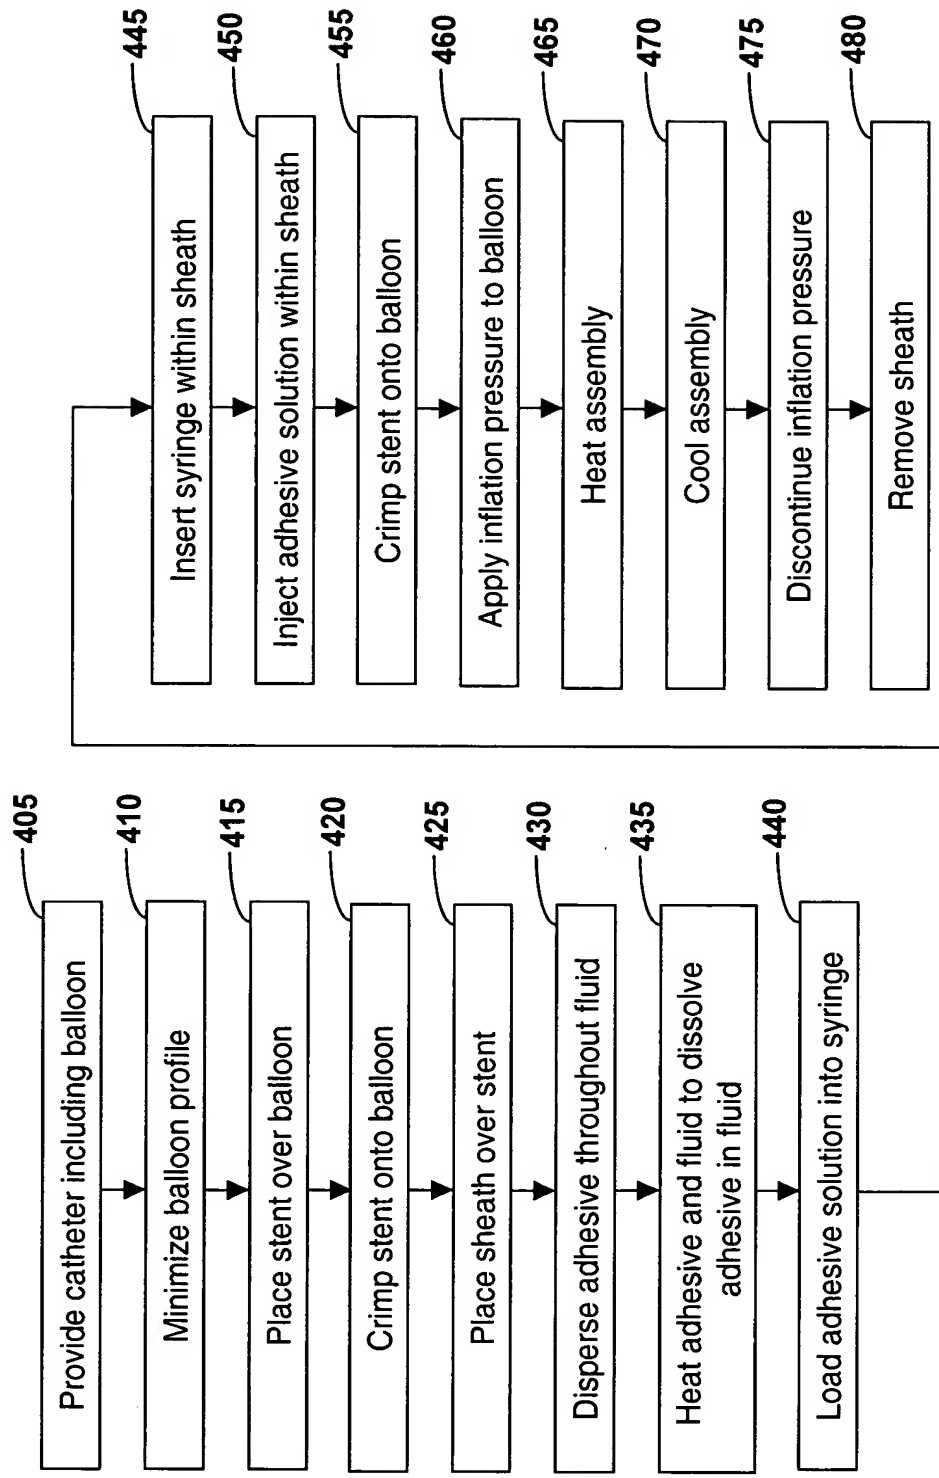 405
Provide catheter including balloon
410
Minimize balloon profile
415
Place stent over balloon
420
Crimp stent onto balloon
425
Place sheath over stent
430
Disperse adhesive throughout fluid
435
Heat adhesive and fluid to dissolve
adhesive in fluid
440
Load adhesive solution into syringe
445
Insert syringe within sheath
450
Inject adhesive solution within sheath
455
Crimp stent onto balloon
460
Apply inflation pressure to balloon
465
Heat assembly
470
Cool assembly
475
Discontinue inflation pressure
480
Remove sheath